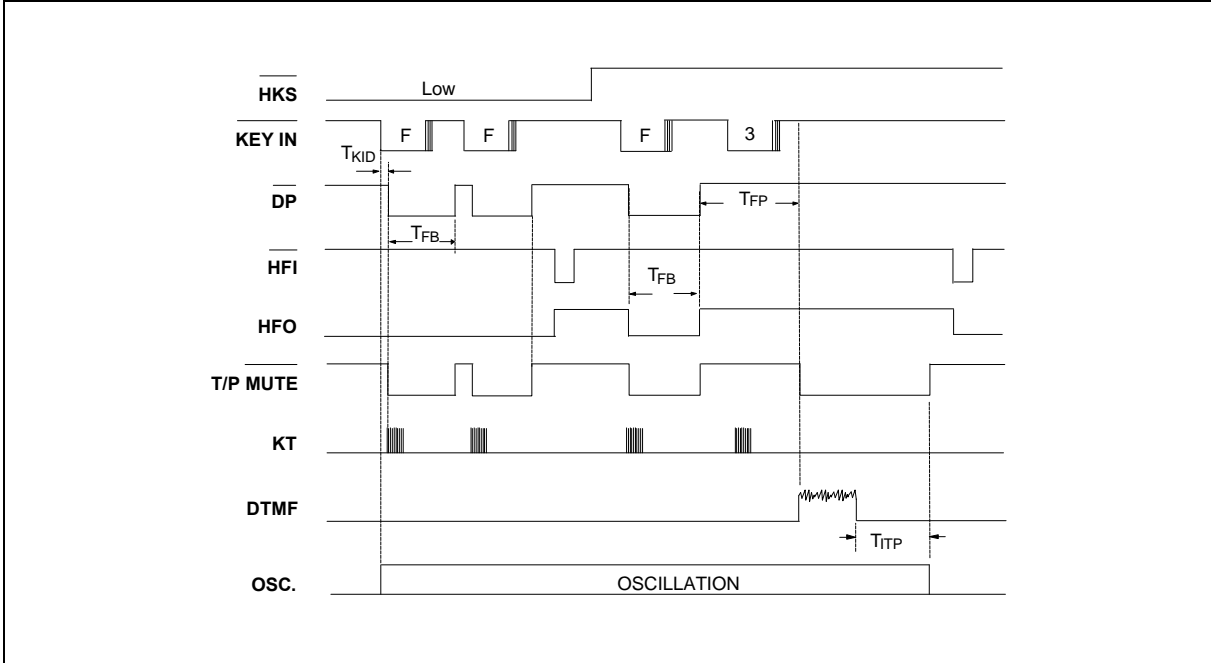 HKS
Low
KEY IN
F
F
F
3
TKID
DP
TFB
TFP
HFI
TFB
HFO
T/P MUTE
KT
DTMF
TITP
OSC.
OSCILLATION